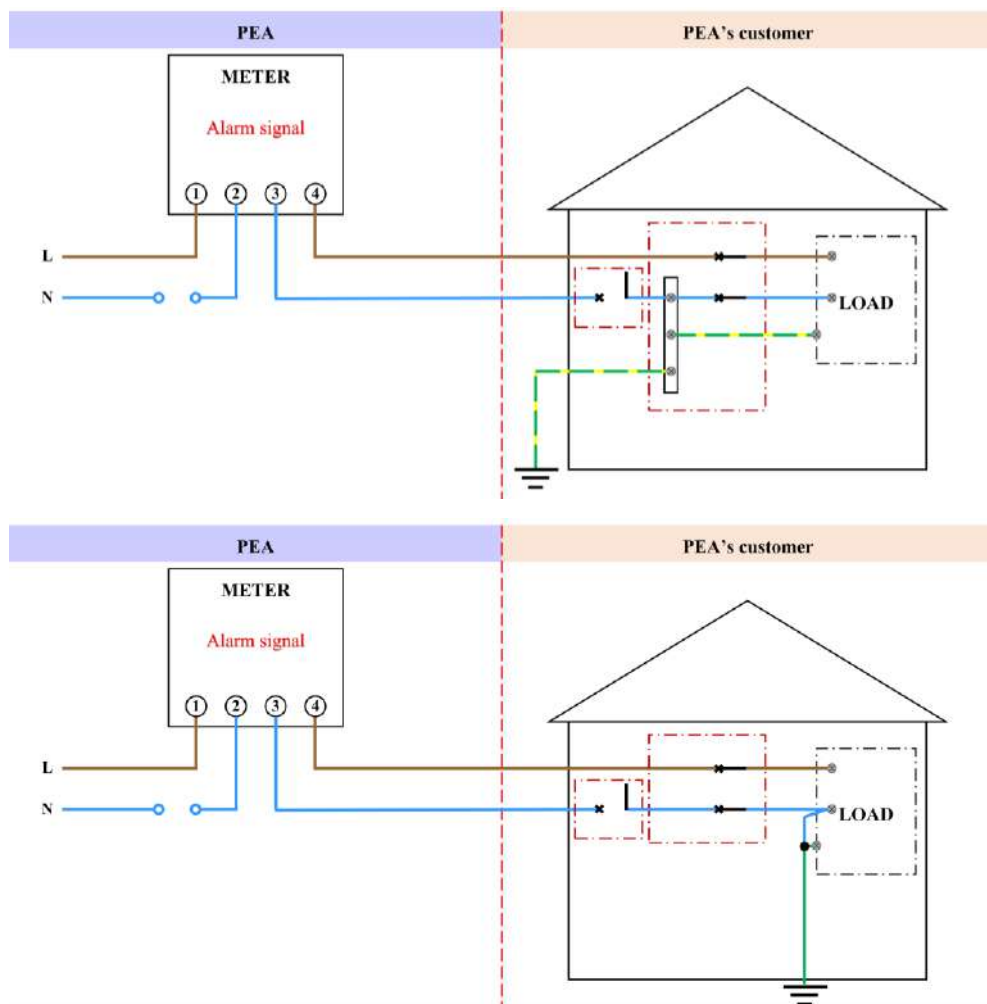 PEA PEA’s customer
METER
Alarm signal
1 2 3 4
L
N
LOAD
PEA PEA’s customer
METER
Alarm signal
1 2 3 4
L
N
LOAD